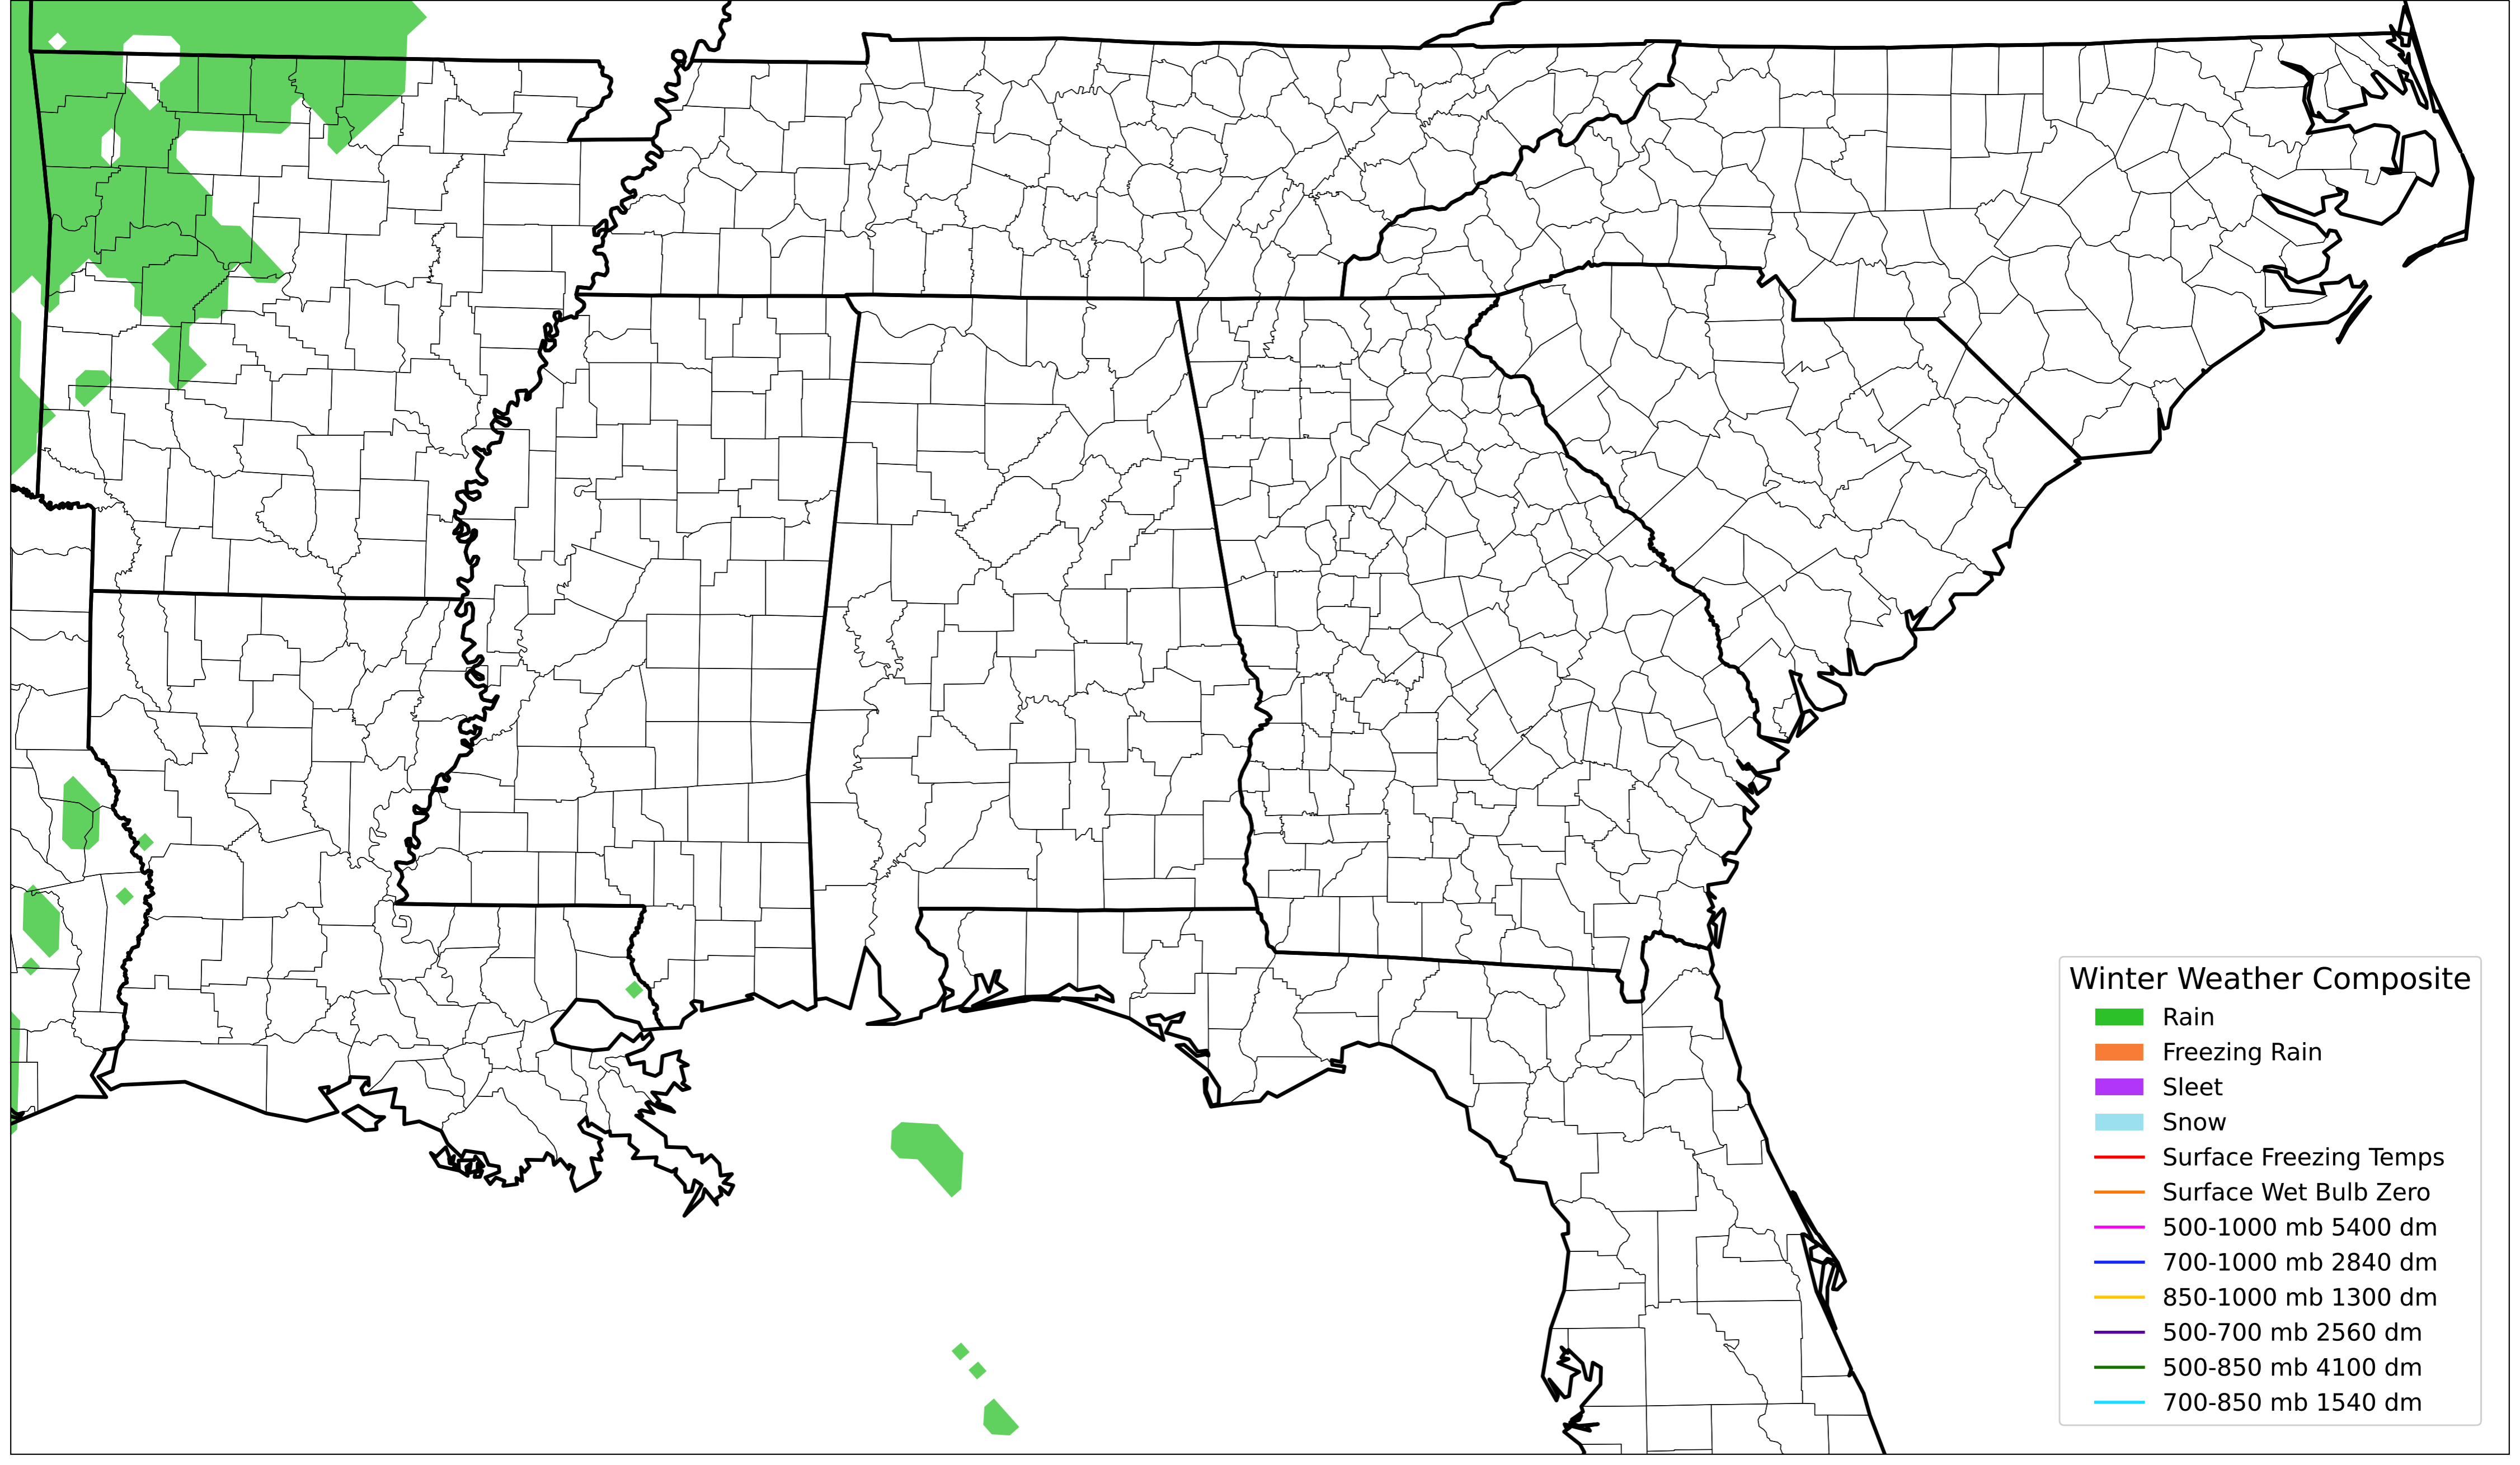 Winter Weather Composite
Rain
Freezing Rain
Sleet
Snow
Surface Freezing Temps
Surface Wet Bulb Zero
500-1000 mb 5400 dm
700-1000 mb 2840 dm
850-1000 mb 1300 dm
500-700 mb 2560 dm
500-850 mb 4100 dm
700-850 mb 1540 dm